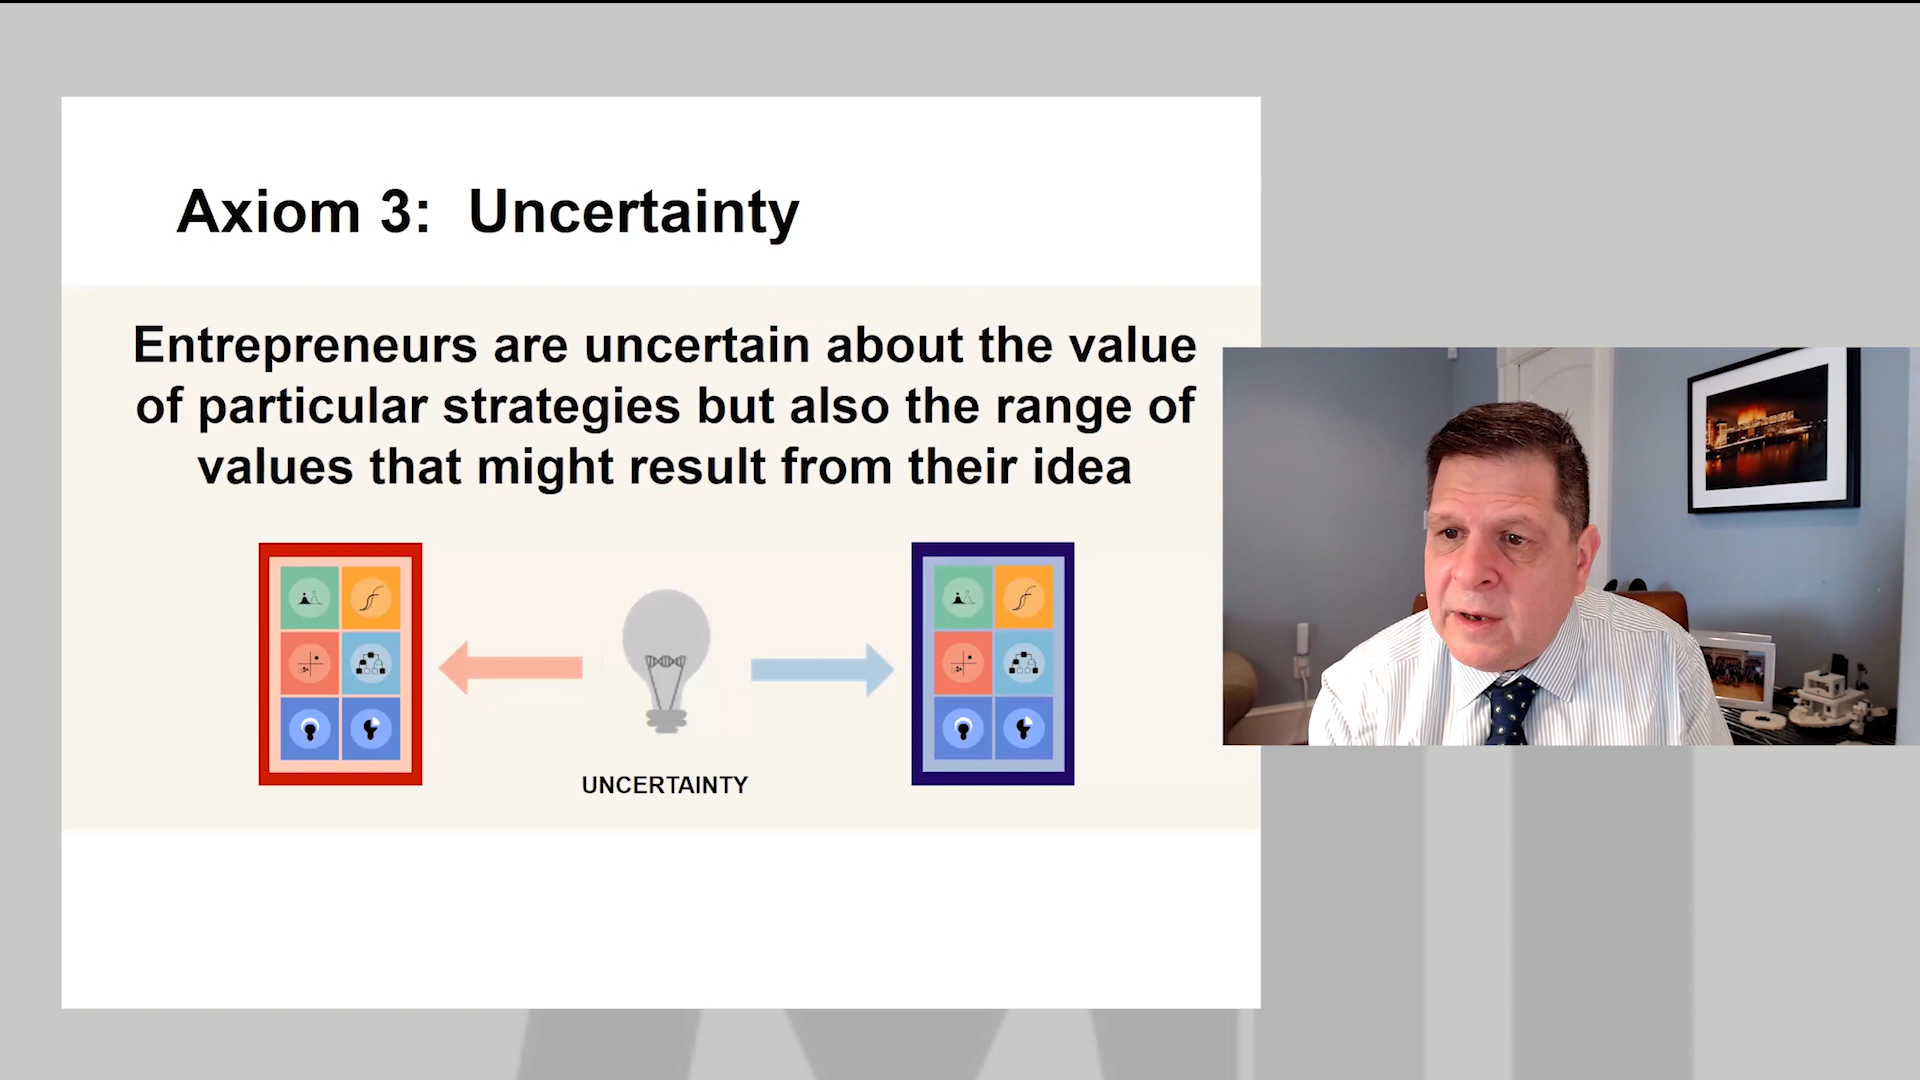 Axiom 3: Uncertainty
Entrepreneurs are uncertain about the value
of particular strategies but also the range of
values that might result from their idea
UNCERTAINTY